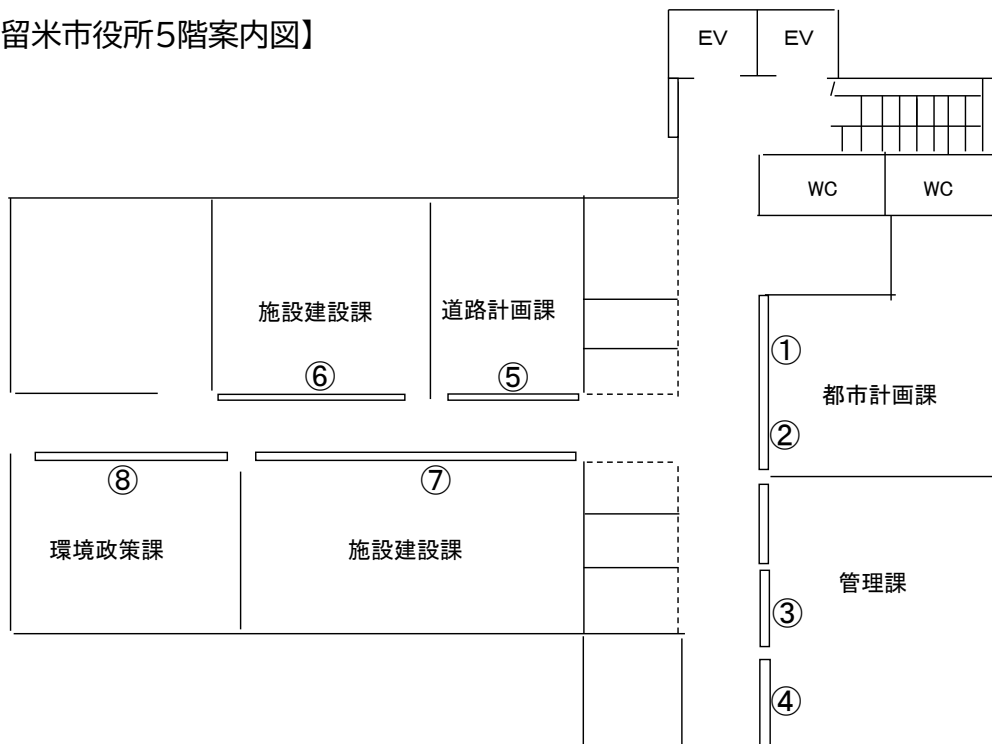 留米市役所5階案内図】
EV
EV
WC
WC
施設建設課
道路計画課
⑥
⑤
①
都市計画課
②
⑧
⑦
環境政策課
施設建設課
管理課
③
④